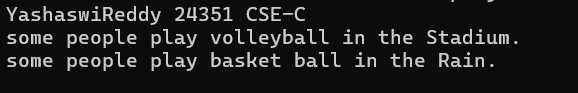 YashaswiReddy 24351 CSE-C
some people play volleyball in the Stadium.
some people play basket ball in the Rain.